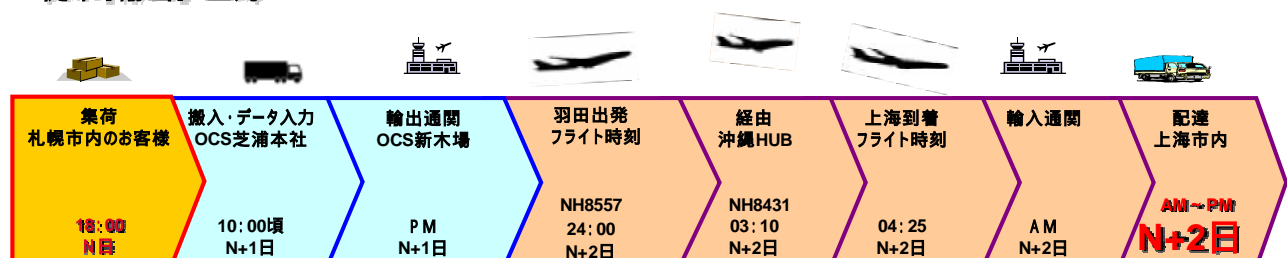 集荷
札幌市内のお客様
18:00
N日
搬入・データ入力
OCS芝浦本社
10:00頃
N+1日
輸出通関
OCS新木場
PM
N+1日
羽田出発
フライト時刻
NH8557
24:00
N+2日
経由
沖縄HUB
NH8431
03:10
N+2日
上海到着
フライト時刻
04:25
N+2日
輸入通関
AM
N+2日
配達
上海市内
AM~PM
N+2日